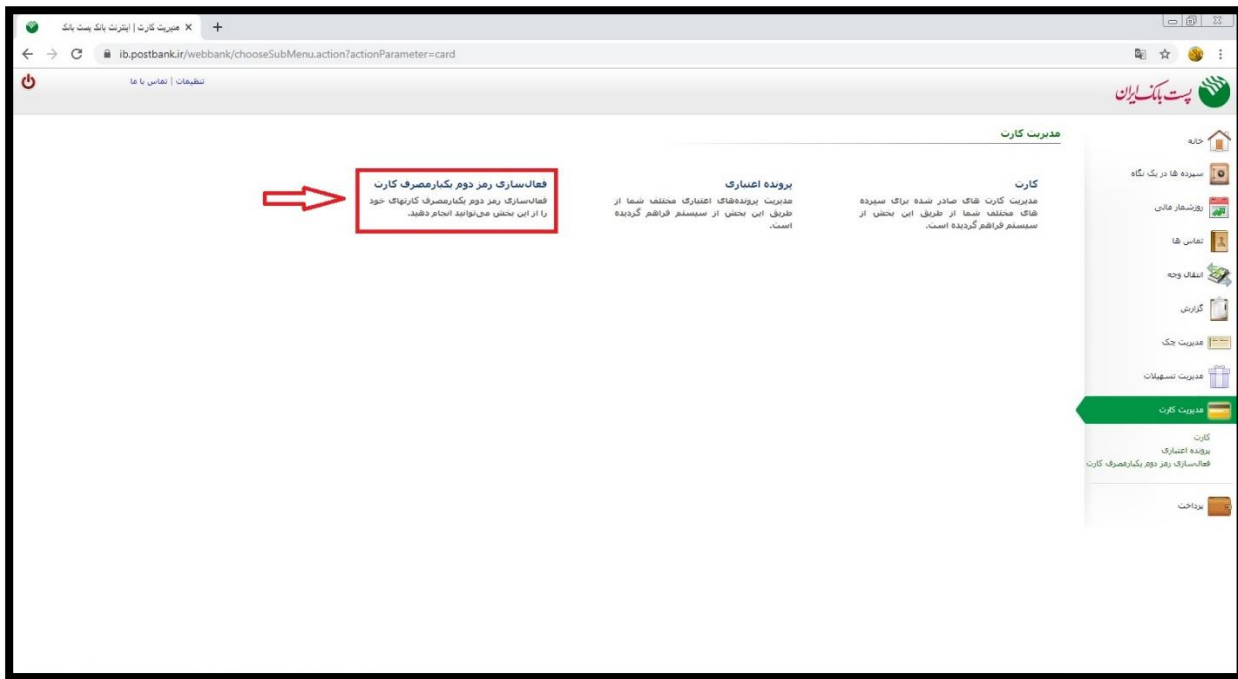 مدیریت کارت | اینترنت بانک پست بانک
ib.postbank.ir/webbank/chooseSubMenu.action?actionParameter=card
تنظیمات | تماس با ما
پست بانک ایران
مدیریت کارت
کارت
مدیریت کارت های صادر شده برای سپرده
های مختلف شما از طریق این بخش از
سیستم فراهم گردیده است.
پرونده اعتباری
مدیریت پرونده‌های اعتباری مختلف شما از
طریق این بخش از سیستم فراهم گردیده
است.
فعال‌سازی رمز دوم یکبارمصرف کارت
فعال‌سازی رمز دوم یکبارمصرف کارتهای خود
را از این بخش می‌توانید انجام دهید.
خانه
سپرده ها در یک نگاه
روزشمار مالی
تماس ها
انتقال وجه
گزارش
مدیریت چک
مدیریت تسهیلات
مدیریت کارت
کارت
پرونده اعتباری
فعال‌سازی رمز دوم یکبارمصرف کارت
پرداخت